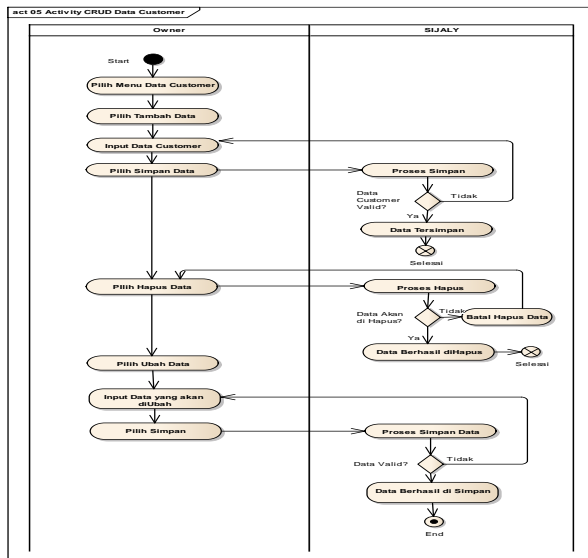 act 05 Activity CRUD Data Customer
Owner
SIJALY
Start
Pilih Menu Data Customer
Pilih Tambah Data
Input Data Customer
Pilih Simpan Data
Proses Simpan
Data
Customer
Valid?
Tidak
Ya
Data Tersimpan
Selesai
Pilih Hapus Data
Proses Hapus
Data Akan
di Hapus?
Tidak
Batal Hapus Data
Ya
Data Berhasil diHapus
Selesai
Pilih Ubah Data
Input Data yang akan
diUbah
Pilih Simpan
Proses Simpan Data
Data Valid?
Tidak
Data Berhasil di Simpan
End